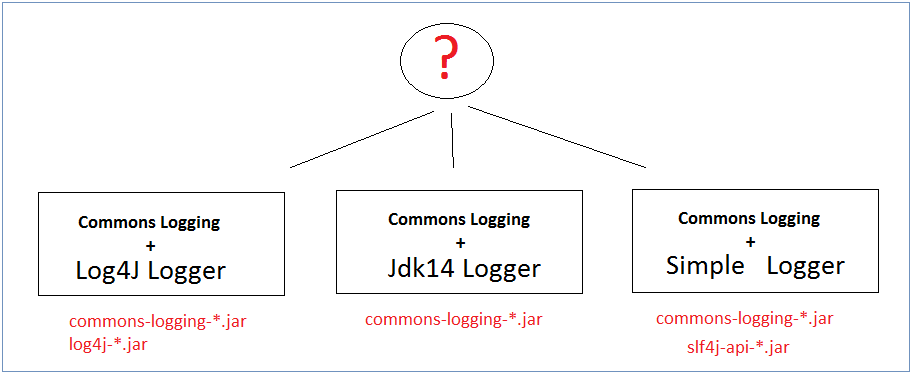 ?
Commons Logging
+
Log4J Logger
commons-logging-*.jar
log4j-*.jar
Commons Logging
+
Jdk14 Logger
commons-logging-*.jar
Commons Logging
+
Simple Logger
commons-logging-*.jar
slf4j-api-*.jar